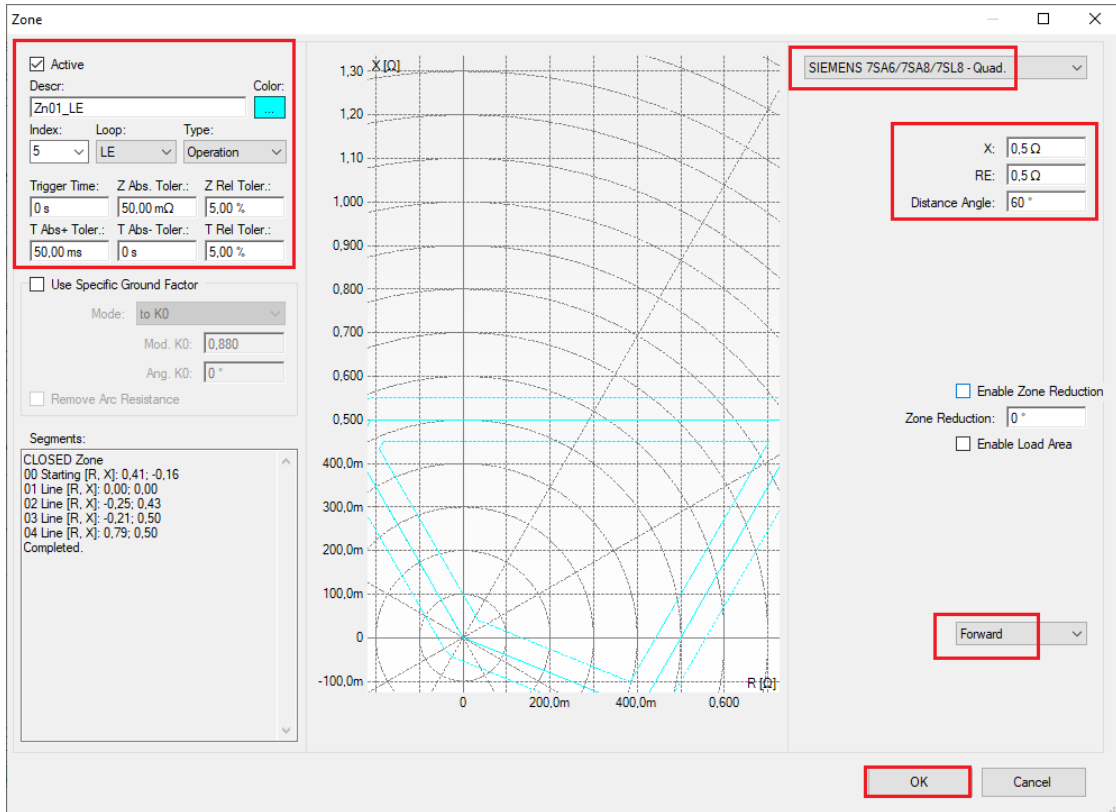 Zone
Active
Descr: Color:
Zn01_LE ...
Index: Loop: Type:
5 LE Operation
Trigger Time: Z Abs. Toler.: Z Rel Toler.:
0 s 50,00 mΩ 5,00 %
T Abs+ Toler.: T Abs- Toler.: T Rel Toler.:
50,00 ms 0 s 5,00 %
Use Specific Ground Factor
Mode: to K0
Mod. K0: 0,880
Ang. K0: 0 °
Remove Arc Resistance
Segments:
CLOSED Zone
00 Starting [R, X]: 0,41; -0,16
01 Line [R, X]: 0,00; 0,00
02 Line [R, X]: -0,25; 0,43
03 Line [R, X]: -0,21; 0,50
04 Line [R, X]: 0,79; 0,50
Completed.
X [Ω]
1,30
1,20
1,10
1,000
0,900
0,800
0,700
0,600
0,500
400,0m
300,0m
200,0m
100,0m
0
-100,0m
R [Ω]
0 200,0m 400,0m 0,600
SIEMENS 7SA6/7SA8/7SL8 - Quad.
X: 0,5 Ω
RE: 0,5 Ω
Distance Angle: 60 °
Enable Zone Reduction
Zone Reduction: 0 °
Enable Load Area
Forward
OK Cancel